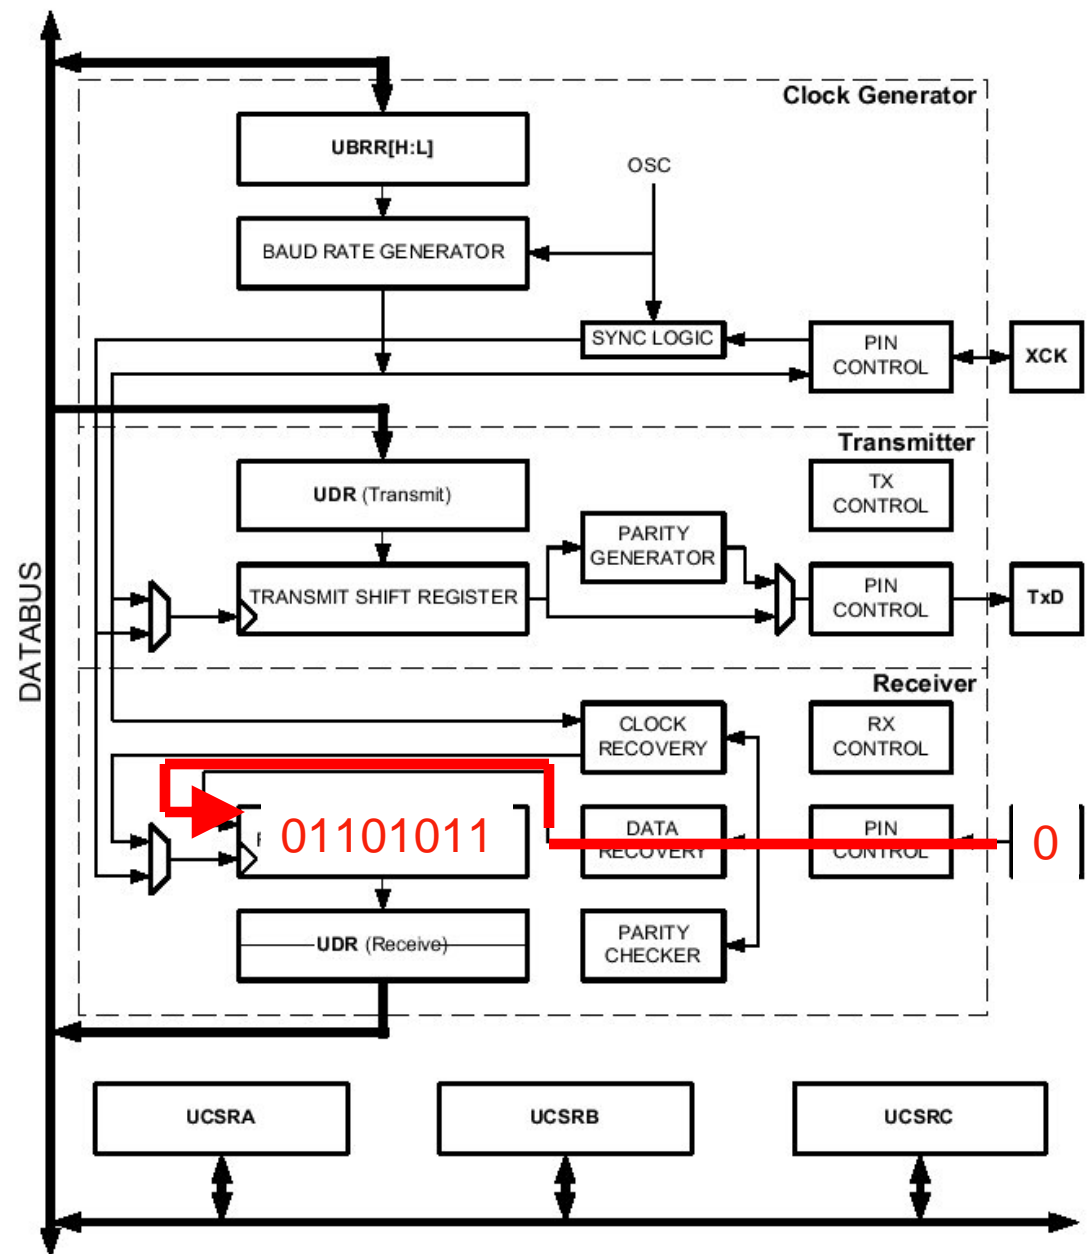 Clock Generator
UBRR[H:L]
OSC
BAUD RATE GENERATOR
SYNC LOGIC
PIN
CONTROL
XCK
Transmitter
UDR (Transmit)
TX
CONTROL
PARITY
GENERATOR
TRANSMIT SHIFT REGISTER
PIN
CONTROL
TxD
DATABUS
Receiver
CLOCK
RECOVERY
RX
CONTROL
01101011
DATA
RECOVERY
PIN
CONTROL
0
UDR (Receive)
PARITY
CHECKER
UCSRA
UCSRB
UCSRC